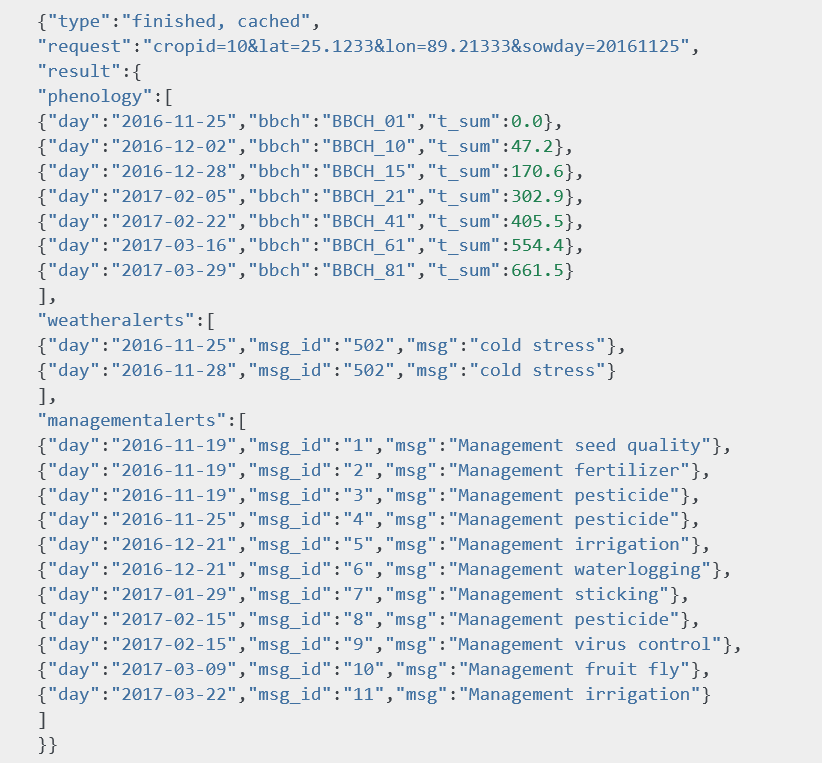 {"type":"finished, cached",
"request":"cropid=10&lat=25.1233&lon=89.21333&sowday=20161125",
"result":{
"phenology":[
{"day":"2016-11-25","bbch":"BBCH_01","t_sum":0.0},
{"day":"2016-12-02","bbch":"BBCH_10","t_sum":47.2},
{"day":"2016-12-28","bbch":"BBCH_15","t_sum":170.6},
{"day":"2017-02-05","bbch":"BBCH_21","t_sum":302.9},
{"day":"2017-02-22","bbch":"BBCH_41","t_sum":405.5},
{"day":"2017-03-16","bbch":"BBCH_61","t_sum":554.4},
{"day":"2017-03-29","bbch":"BBCH_81","t_sum":661.5}
],
"weatheralerts":[
{"day":"2016-11-25","msg_id":"502","msg":"cold stress"},
{"day":"2016-11-28","msg_id":"502","msg":"cold stress"}
],
"managementalerts":[
{"day":"2016-11-19","msg_id":"1","msg":"Management seed quality"},
{"day":"2016-11-19","msg_id":"2","msg":"Management fertilizer"},
{"day":"2016-11-19","msg_id":"3","msg":"Management pesticide"},
{"day":"2016-11-25","msg_id":"4","msg":"Management pesticide"},
{"day":"2016-12-21","msg_id":"5","msg":"Management irrigation"},
{"day":"2016-12-21","msg_id":"6","msg":"Management waterlogging"},
{"day":"2017-01-29","msg_id":"7","msg":"Management sticking"},
{"day":"2017-02-15","msg_id":"8","msg":"Management pesticide"},
{"day":"2017-02-15","msg_id":"9","msg":"Management virus control"},
{"day":"2017-03-09","msg_id":"10","msg":"Management fruit fly"},
{"day":"2017-03-22","msg_id":"11","msg":"Management irrigation"}
]
}}